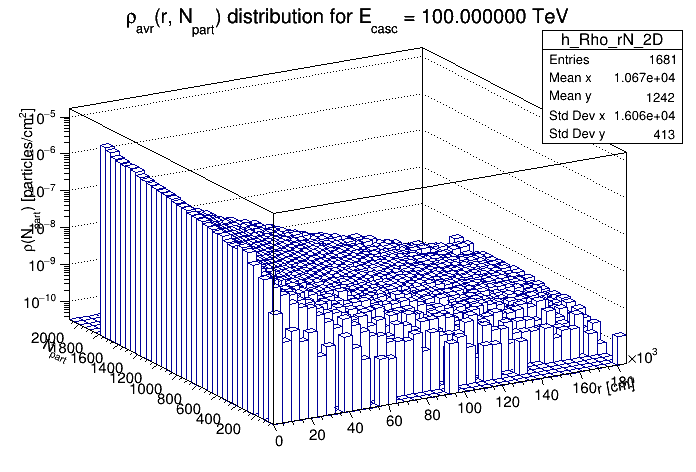 ρavr(r, Npart) distribution for Ecasc = 100.000000 TeV
h_Rho_rN_2D
Entries 1681
Mean x 1.067e+04
Mean y 1242
Std Dev x 1.606e+04
Std Dev y 413
ρ(Npart) [particles/cm²]
10⁻⁵
10⁻⁶
10⁻⁷
10⁻⁸
10⁻⁹
10⁻¹⁰
Npart
2000
1800
1600
1400
1200
1000
800
600
400
200
0
20
40
60
80
100
120
140
160
180
r [cm]
×10³